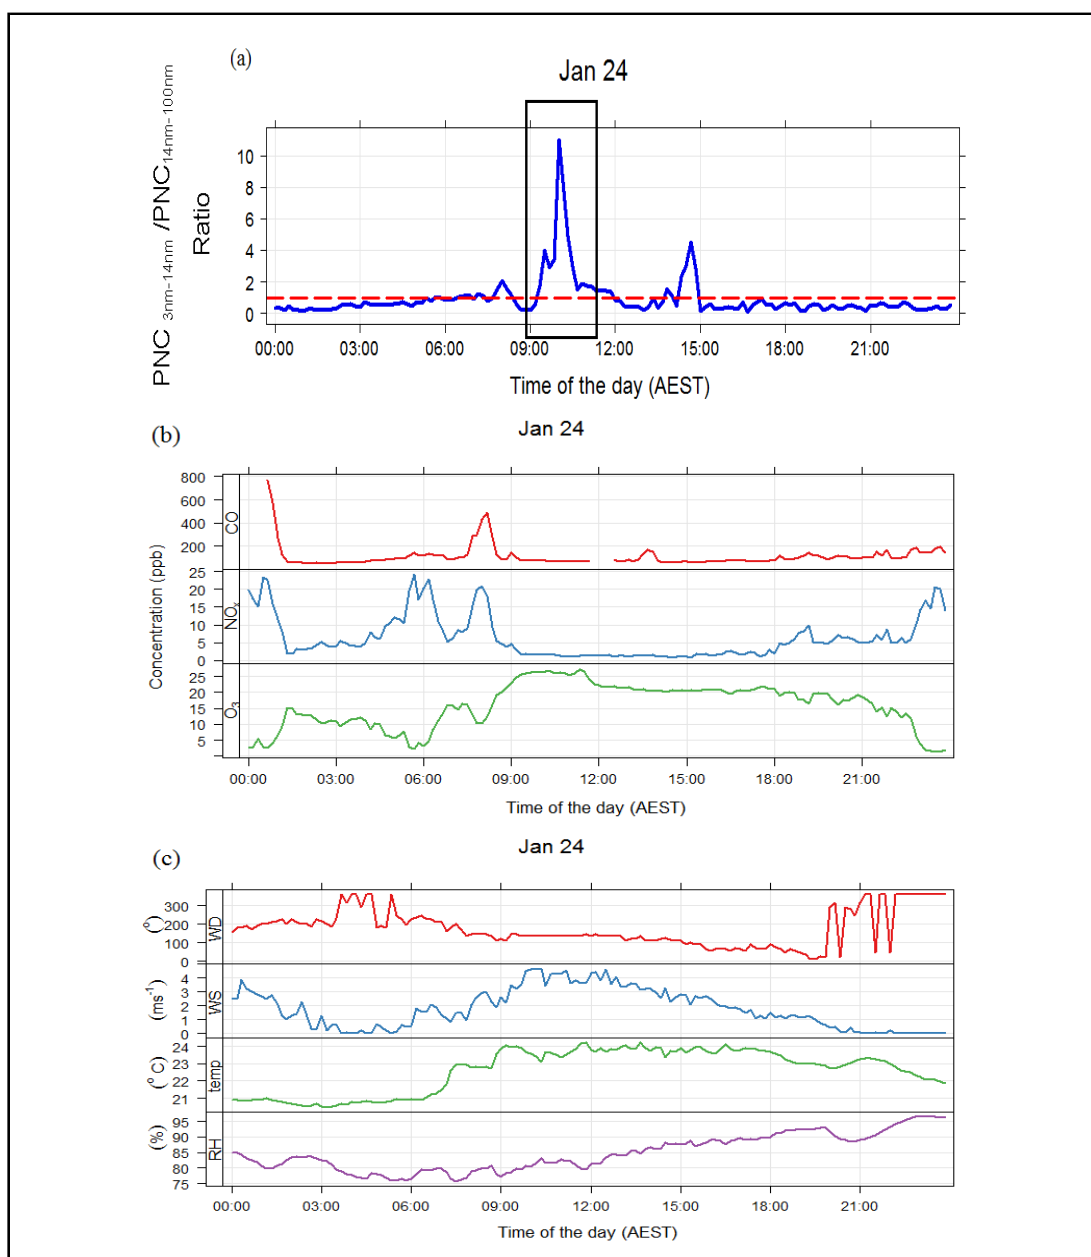 (a)
Jan 24
PNC 3nm-14nm /PNC14nm-100nm
Ratio
10
8
6
4
2
0
00:00 03:00 06:00 09:00 12:00 15:00 18:00 21:00
Time of the day (AEST)
(b)
Jan 24
Concentration (ppb)
CO
800
600
400
200
NOx
25
20
15
10
5
0
O3
25
20
15
10
5
00:00 03:00 06:00 09:00 12:00 15:00 18:00 21:00
Time of the day (AEST)
(c)
Jan 24
(º)
WD
300
200
100
0
(ms-1)
WS
4
3
2
1
0
(º C)
temp
24
23
22
21
(%)
RH
95
90
85
80
75
00:00 03:00 06:00 09:00 12:00 15:00 18:00 21:00
Time of the day (AEST)